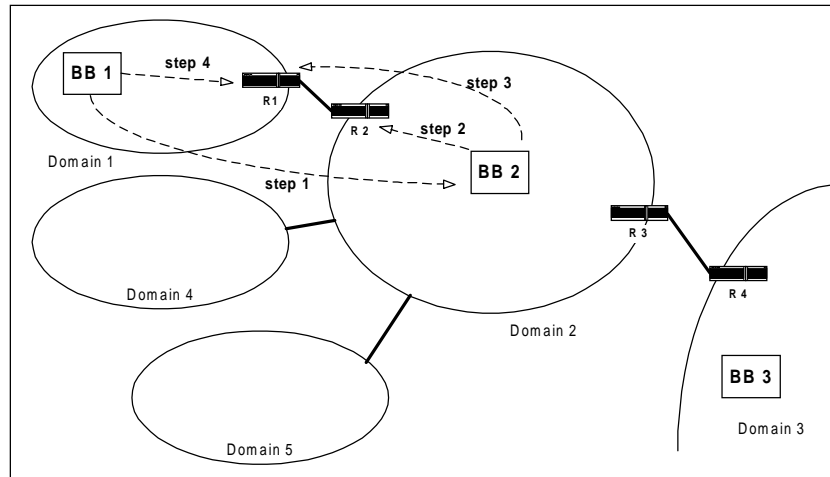 BB 1
step 4
step 3
R1
R 2
step 2
Domain 1
step 1
BB 2
R 3
Domain 4
R 4
Domain 2
BB 3
Domain 5
Domain 3